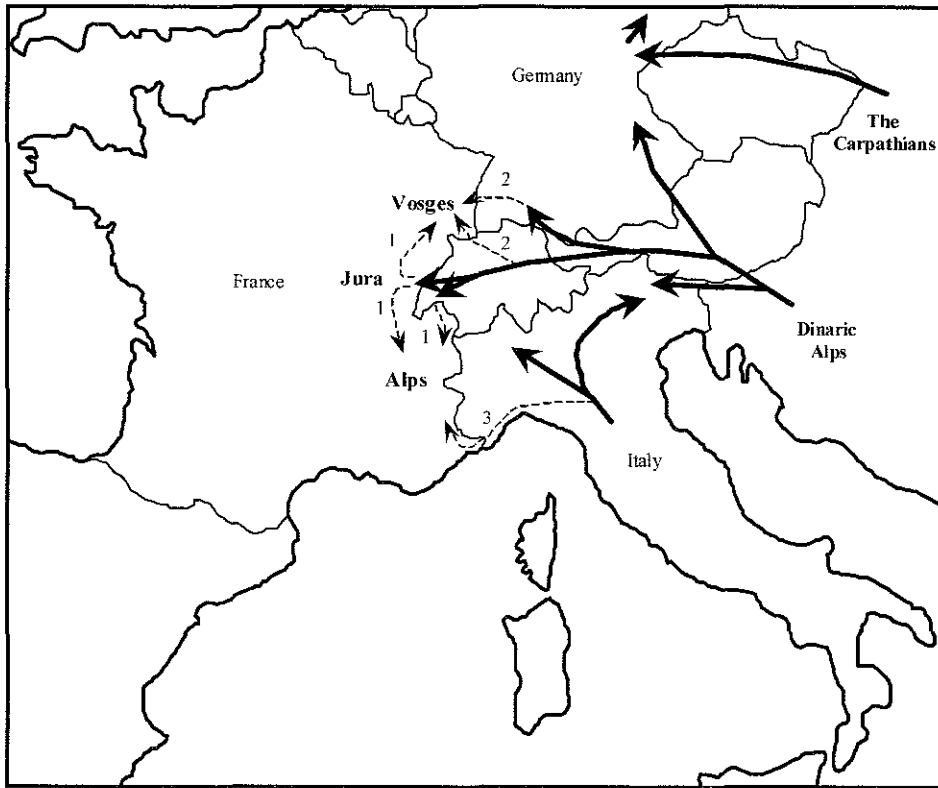 Germany
The
Carpathians
2
Vosges
1
2
France
Jura
1
1
Dinaric
Alps
Alps
3
Italy